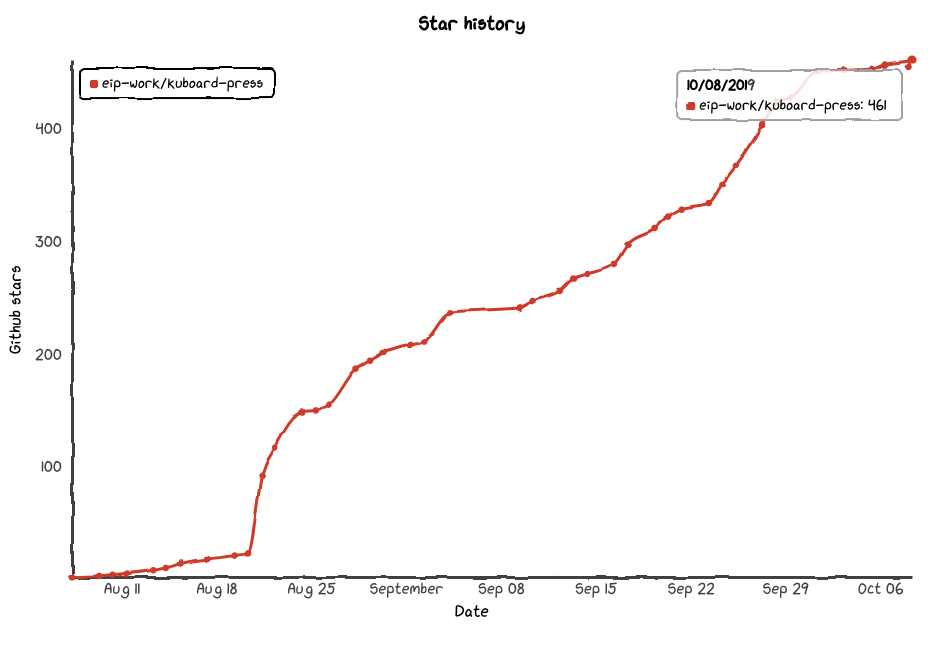 Star history
eip-work/kuboard-press
10/08/2019
eip-work/kuboard-press: 461
400
300
200
100
Github stars
Aug 11 Aug 18 Aug 25 September Sep 08 Sep 15 Sep 22 Sep 29 Oct 06
Date